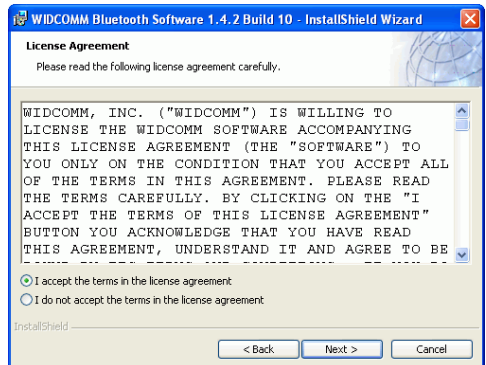 WIDCOMM Bluetooth Software 1.4.2 Build 10 - InstallShield Wizard
License Agreement
Please read the following license agreement carefully.
WIDCOMM, INC. ("WIDCOMM") IS WILLING TO
LICENSE THE WIDCOMM SOFTWARE ACCOMPANYING
THIS LICENSE AGREEMENT (THE "SOFTWARE") TO
YOU ONLY ON THE CONDITION THAT YOU ACCEPT ALL
OF THE TERMS IN THIS AGREEMENT. PLEASE READ
THE TERMS CAREFULLY. BY CLICKING ON THE "I
ACCEPT THE TERMS OF THIS LICENSE AGREEMENT"
BUTTON YOU ACKNOWLEDGE THAT YOU HAVE READ
THIS AGREEMENT, UNDERSTAND IT AND AGREE TO BE
I accept the terms in the license agreement
I do not accept the terms in the license agreement
InstallShield
< Back Next > Cancel